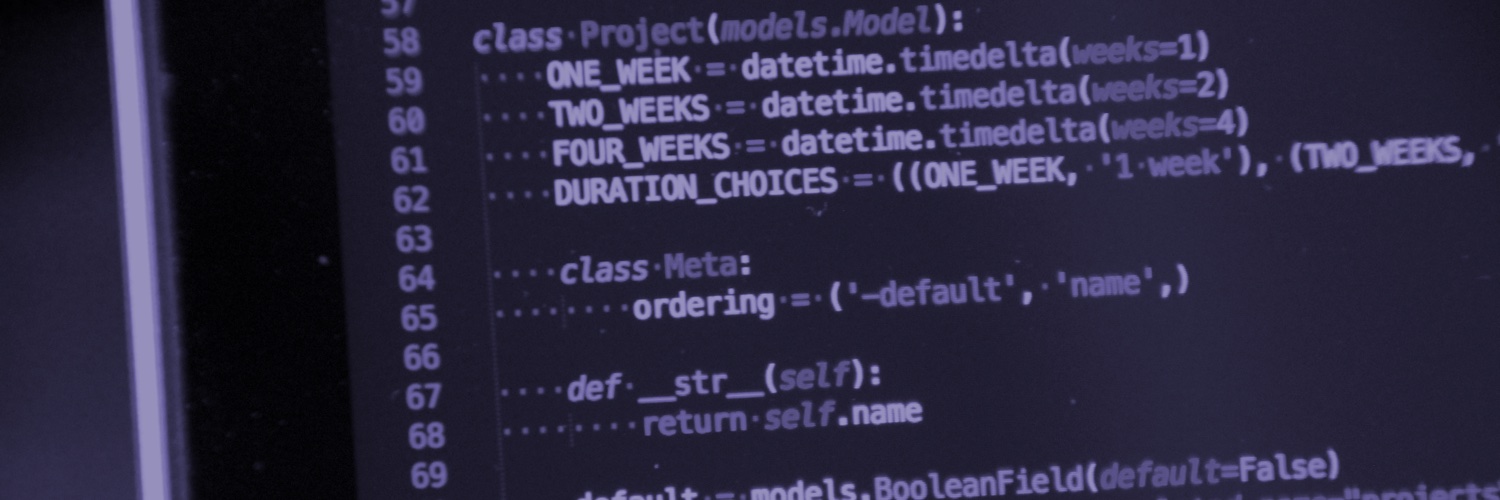 57
58 class Project(models.Model):
59 ONE_WEEK = datetime.timedelta(weeks=1)
60 TWO_WEEKS = datetime.timedelta(weeks=2)
61 FOUR_WEEKS = datetime.timedelta(weeks=4)
62 DURATION_CHOICES = ((ONE_WEEK, '1 week'), (TWO_WEEKS,
63
64 class Meta:
65 ordering = ('-default', 'name',)
66
67 def __str__(self):
68 return self.name
69
default = models.BooleanField(default=False)
"projects